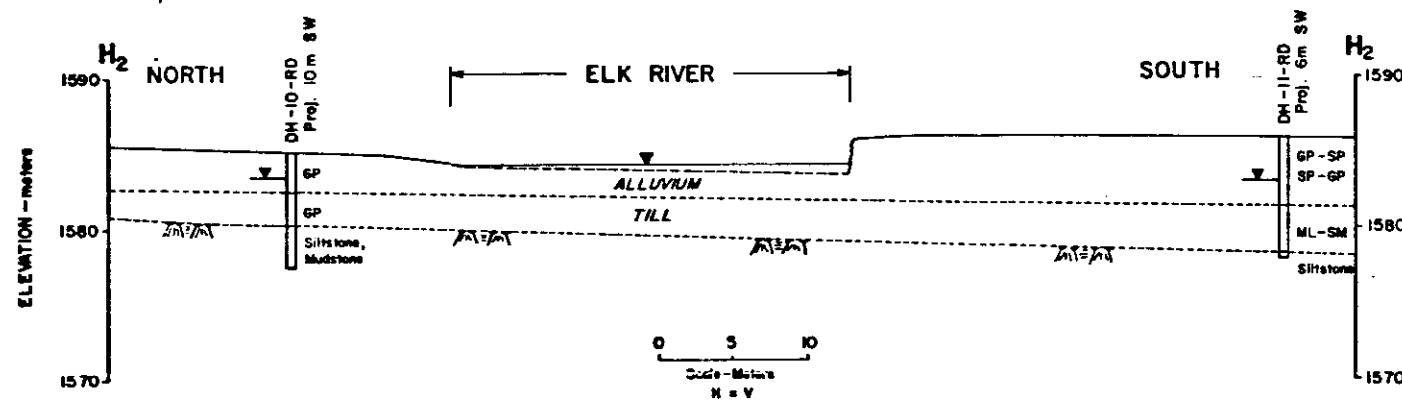 H₂
NORTH
DH-10-RD
Proj. 10m SW
ELK RIVER
SOUTH
DH-11-RD
Proj. 6m SW
H₂
1590
1590
ELEVATION-meters
GP
ALLUVIUM
GP-SP
SP-GP
TILL
GP
1580
Siltstone,
Mudstone
ML-SM
1580
Siltstone
0 5 10
Scale-Meters
H = V
1570
1570